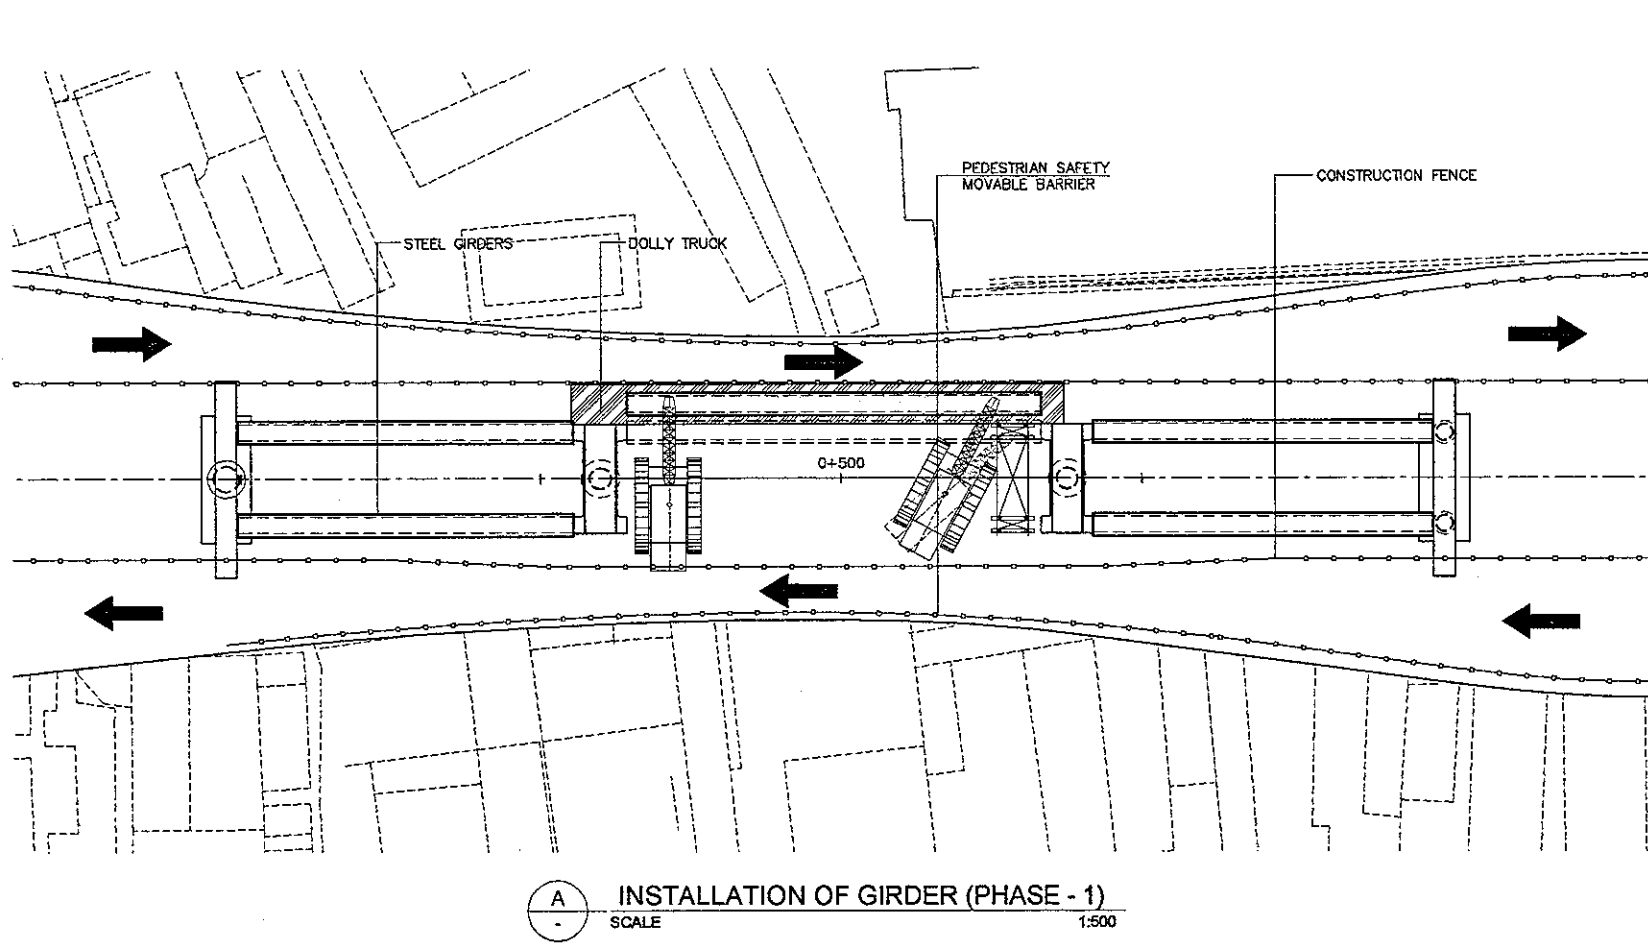 PEDESTRIAN SAFETY
MOVABLE BARRIER
CONSTRUCTION FENCE
STEEL GIRDERS
DOLLY TRUCK
0+500
A
-
INSTALLATION OF GIRDER (PHASE - 1)
SCALE 1:500